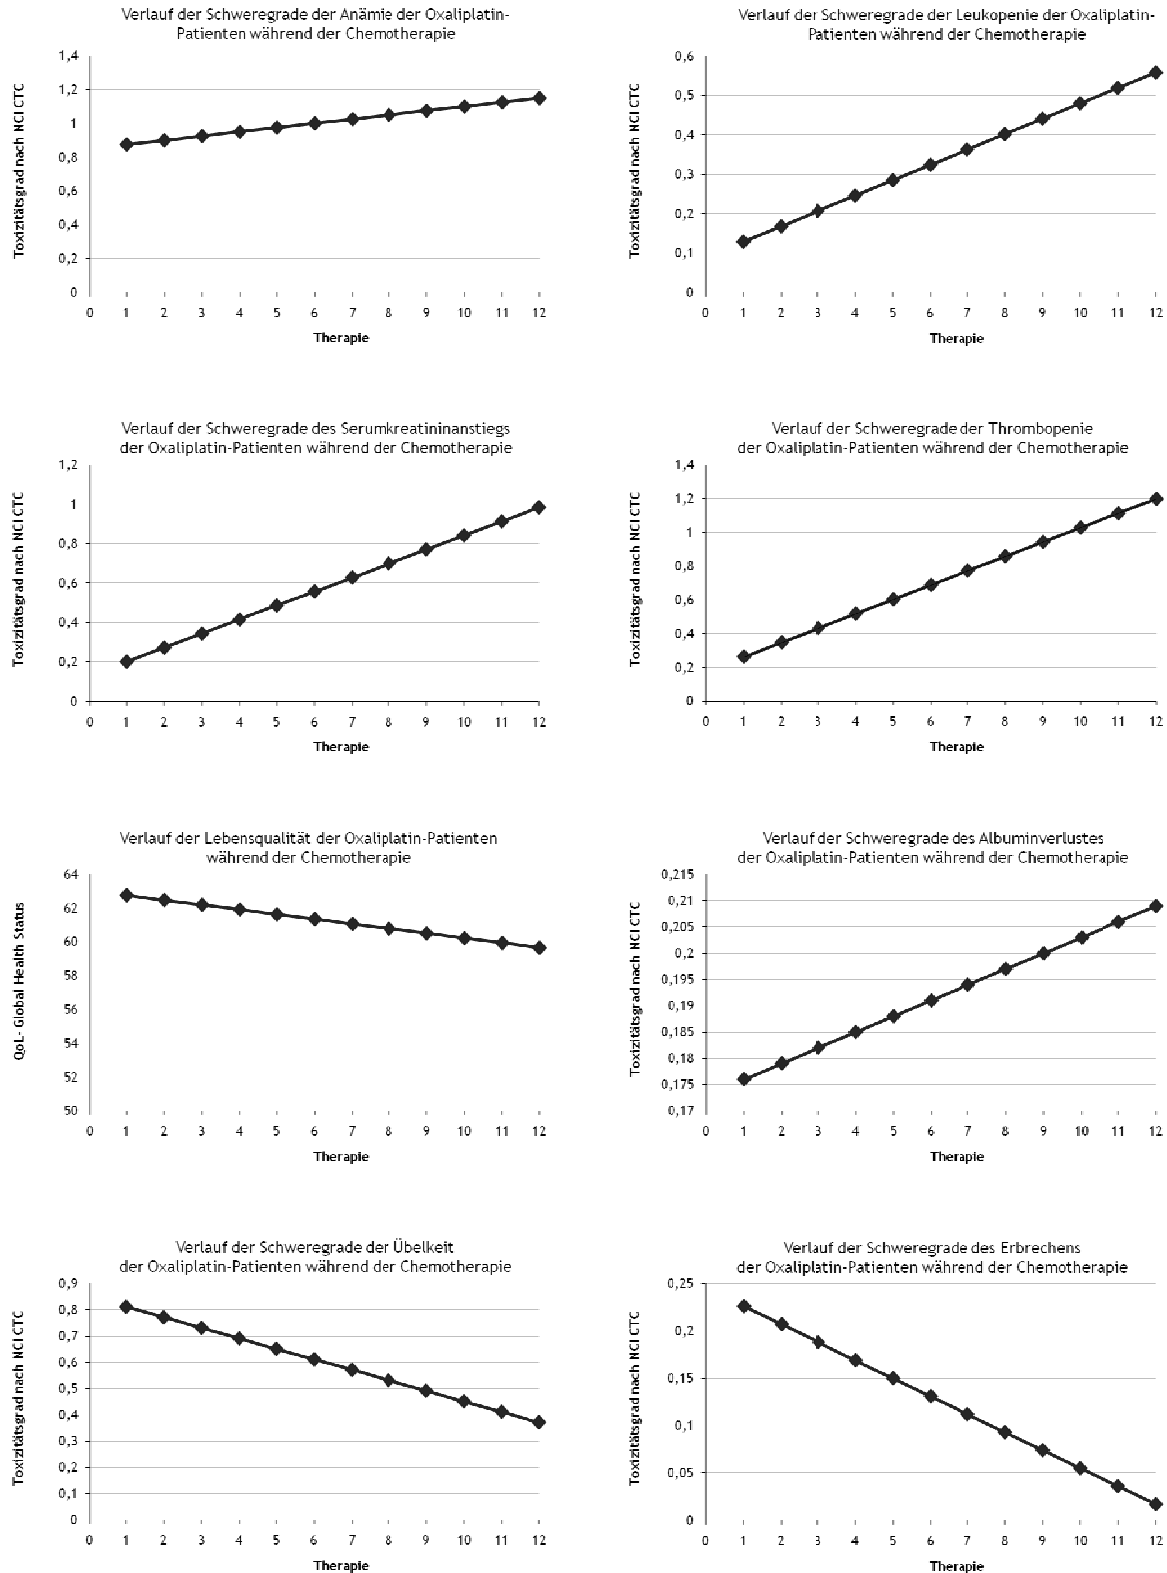 Verlauf der Schweregrade der Anämie der Oxaliplatin-
Patienten während der Chemotherapie
Toxizitätsgrad nach NCI CTC
1,4
1,2
1
0,8
0,6
0,4
0,2
0
0 1 2 3 4 5 6 7 8 9 10 11 12
Therapie
Verlauf der Schweregrade der Leukopenie der Oxaliplatin-
Patienten während der Chemotherapie
Toxizitätsgrad nach NCI CTC
0,6
0,5
0,4
0,3
0,2
0,1
0
0 1 2 3 4 5 6 7 8 9 10 11 12
Therapie
Verlauf der Schweregrade des Serumkreatininanstiegs
der Oxaliplatin-Patienten während der Chemotherapie
Toxizitätsgrad nach NCI CTC
1,2
1
0,8
0,6
0,4
0,2
0
0 1 2 3 4 5 6 7 8 9 10 11 12
Therapie
Verlauf der Schweregrade der Thrombopenie
der Oxaliplatin-Patienten während der Chemotherapie
Toxizitätsgrad nach NCI CTC
1,4
1,2
1
0,8
0,6
0,4
0,2
0
0 1 2 3 4 5 6 7 8 9 10 11 12
Therapie
Verlauf der Lebensqualität der Oxaliplatin-Patienten
während der Chemotherapie
QoL- Global Health Status
64
62
60
58
56
54
52
50
0 1 2 3 4 5 6 7 8 9 10 11 12
Therapie
Verlauf der Schweregrade des Albuminverlustes
der Oxaliplatin-Patienten während der Chemotherapie
Toxizitätsgrad nach NCI CTC
0,215
0,21
0,205
0,2
0,195
0,19
0,185
0,18
0,175
0,17
0 1 2 3 4 5 6 7 8 9 10 11 12
Therapie
Verlauf der Schweregrade der Übelkeit
der Oxaliplatin-Patienten während der Chemotherapie
Toxizitätsgrad nach NCI CTC
0,9
0,8
0,7
0,6
0,5
0,4
0,3
0,2
0,1
0
0 1 2 3 4 5 6 7 8 9 10 11 12
Therapie
Verlauf der Schweregrade des Erbrechens
der Oxaliplatin-Patienten während der Chemotherapie
Toxizitätsgrad nach NCI CTC
0,25
0,2
0,15
0,1
0,05
0
0 1 2 3 4 5 6 7 8 9 10 11 12
Therapie